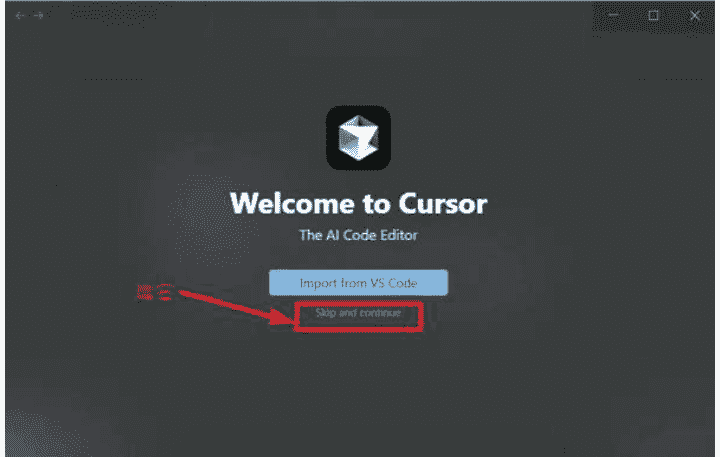 Welcome to Cursor
The AI Code Editor
Import from VS Code
Skip and continue